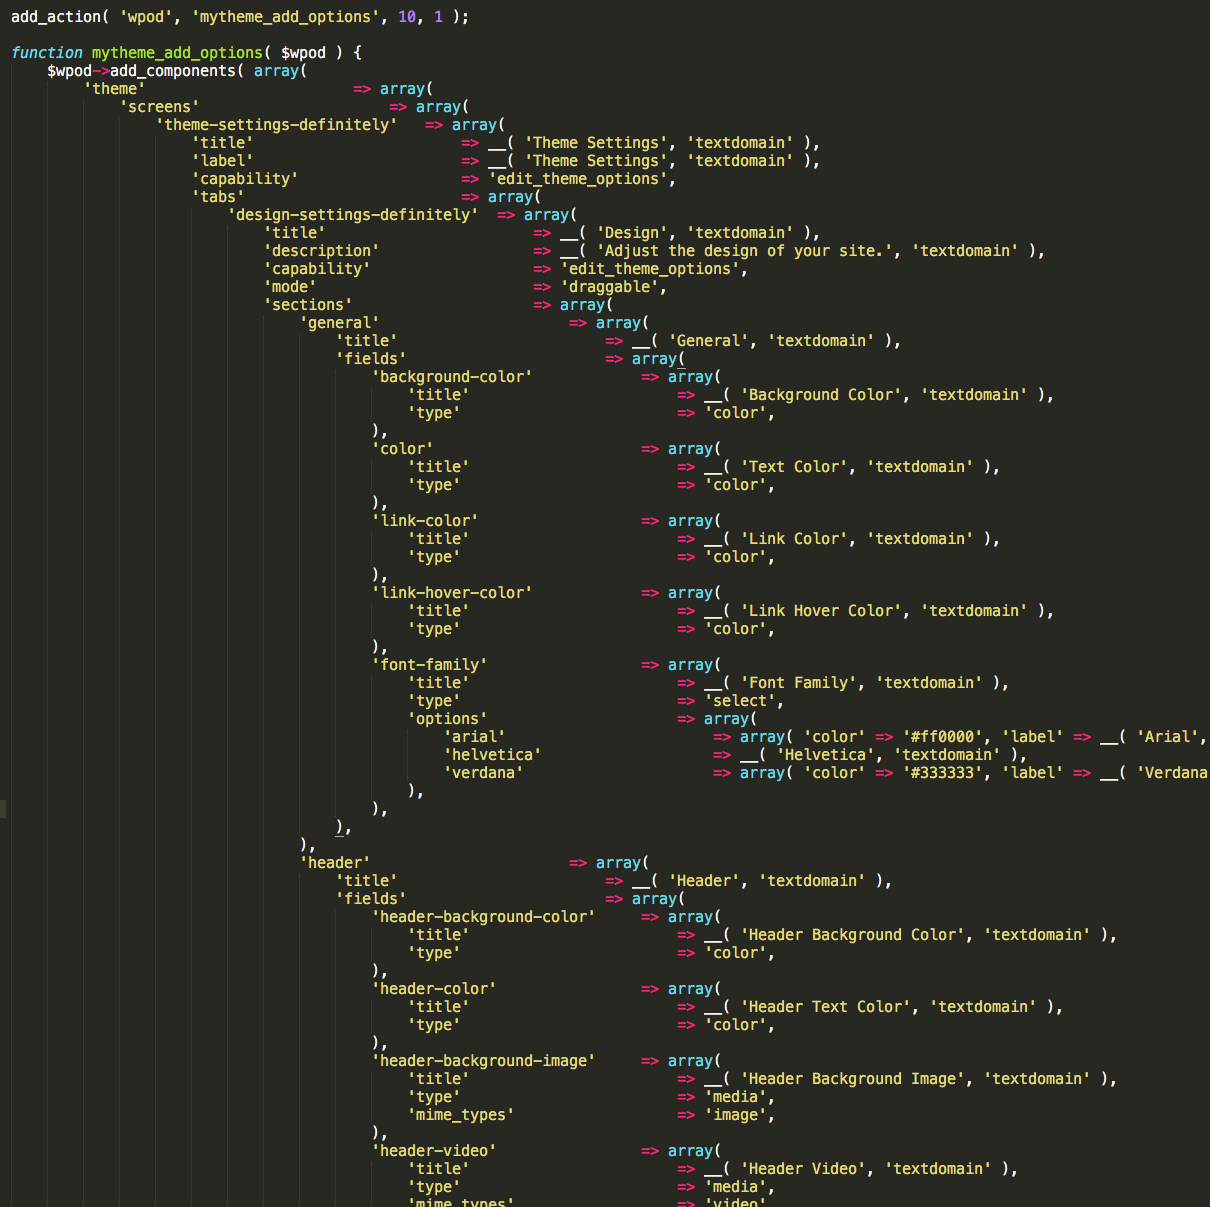 add_action( 'wpod', 'mytheme_add_options', 10, 1 );
function mytheme_add_options( $wpod ) {
$wpod->add_components( array(
'theme' => array(
'screens' => array(
'theme-settings-definitely' => array(
'title' => __( 'Theme Settings', 'textdomain' ),
'label' => __( 'Theme Settings', 'textdomain' ),
'capability' => 'edit_theme_options',
'tabs' => array(
'design-settings-definitely' => array(
'title' => __( 'Design', 'textdomain' ),
'description' => __( 'Adjust the design of your site.', 'textdomain' ),
'capability' => 'edit_theme_options',
'mode' => 'draggable',
'sections' => array(
'general' => array(
'title' => __( 'General', 'textdomain' ),
'fields' => array(
'background-color' => array(
'title' => __( 'Background Color', 'textdomain' ),
'type' => 'color',
),
'color' => array(
'title' => __( 'Text Color', 'textdomain' ),
'type' => 'color',
),
'link-color' => array(
'title' => __( 'Link Color', 'textdomain' ),
'type' => 'color',
),
'link-hover-color' => array(
'title' => __( 'Link Hover Color', 'textdomain' ),
'type' => 'color',
),
'font-family' => array(
'title' => __( 'Font Family', 'textdomain' ),
'type' => 'select',
'options' => array(
'arial' => array( 'color' => '#ff0000', 'label' => __( 'Arial',
'helvetica' => __( 'Helvetica', 'textdomain' ),
'verdana' => array( 'color' => '#333333', 'label' => __( 'Verdana
),
),
),
),
'header' => array(
'title' => __( 'Header', 'textdomain' ),
'fields' => array(
'header-background-color' => array(
'title' => __( 'Header Background Color', 'textdomain' ),
'type' => 'color',
),
'header-color' => array(
'title' => __( 'Header Text Color', 'textdomain' ),
'type' => 'color',
),
'header-background-image' => array(
'title' => __( 'Header Background Image', 'textdomain' ),
'type' => 'media',
'mime_types' => 'image',
),
'header-video' => array(
'title' => __( 'Header Video', 'textdomain' ),
'type' => 'media',
'mime_types' => 'video'